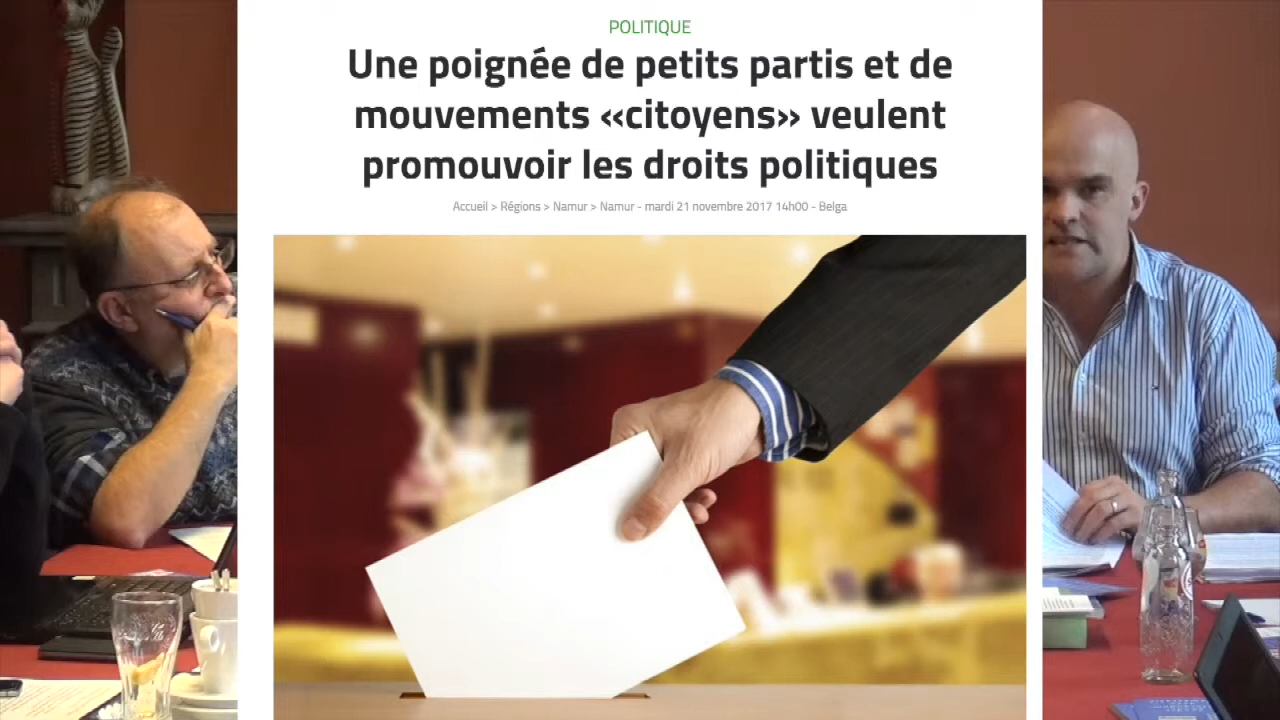 POLITIQUE
Une poignée de petits partis et de
mouvements «citoyens» veulent
promouvoir les droits politiques
Accueil > Régions > Namur > Namur - mardi 21 novembre 2017 14h00 - Belga